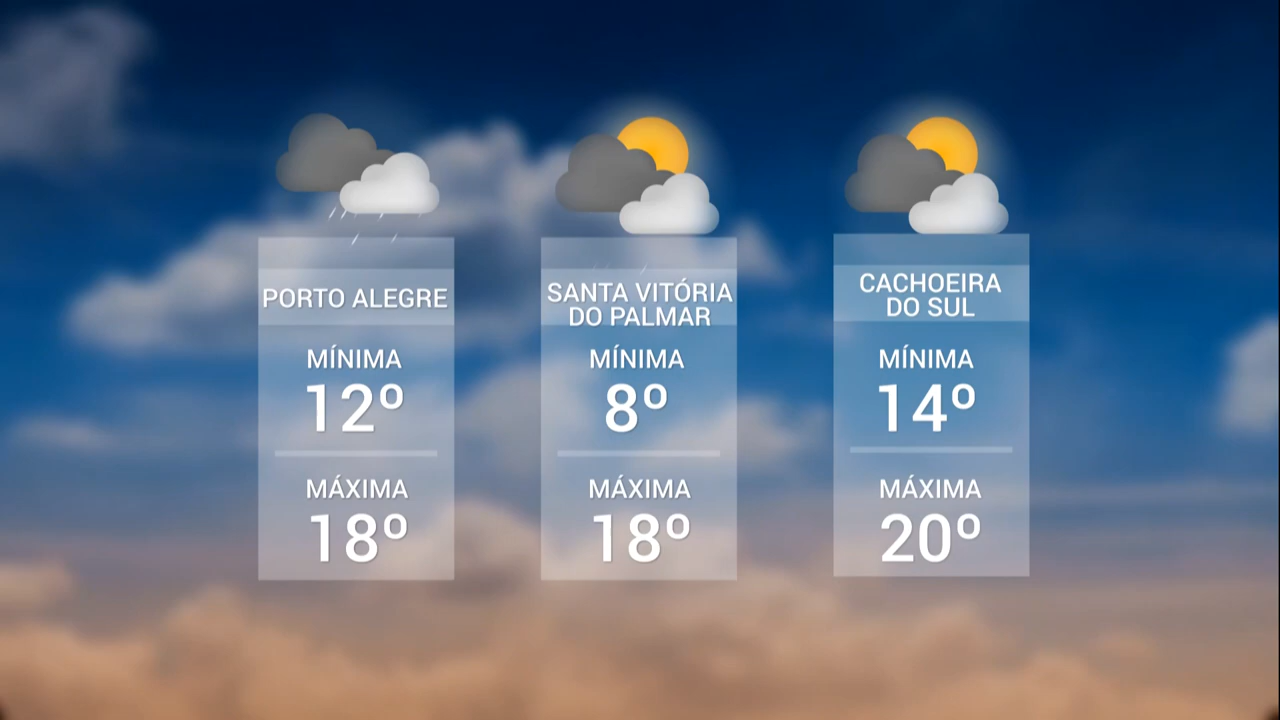 PORTO ALEGRE
MÍNIMA
12º
MÁXIMA
18º
SANTA VITÓRIA
DO PALMAR
MÍNIMA
8º
MÁXIMA
18º
CACHOEIRA
DO SUL
MÍNIMA
14º
MÁXIMA
20º